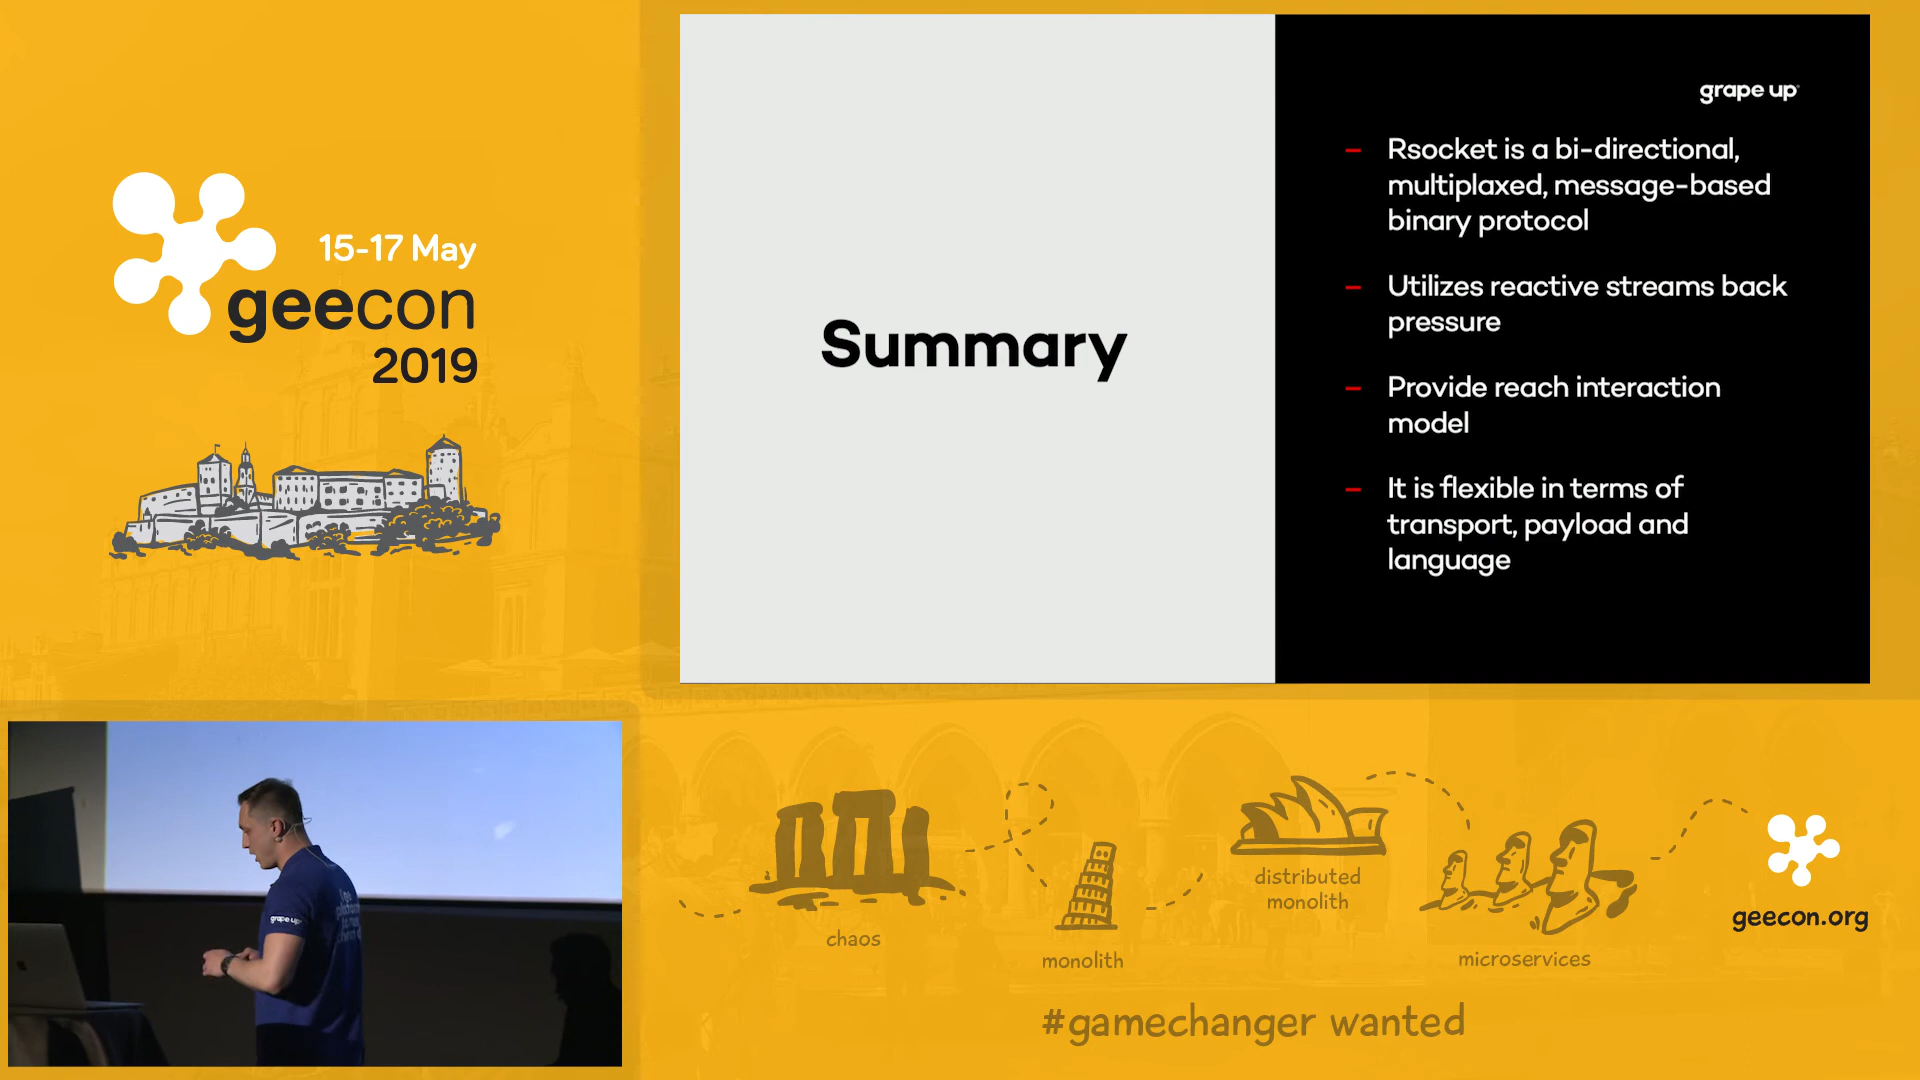 15-17 May
geecon
2019
Summary
grape up
– Rsocket is a bi-directional,
multiplaxed, message-based
binary protocol
– Utilizes reactive streams back
pressure
– Provide reach interaction
model
– It is flexible in terms of
transport, payload and
language
grape up
chaos
monolith
distributed
monolith
microservices
geecon.org
#gamechanger wanted